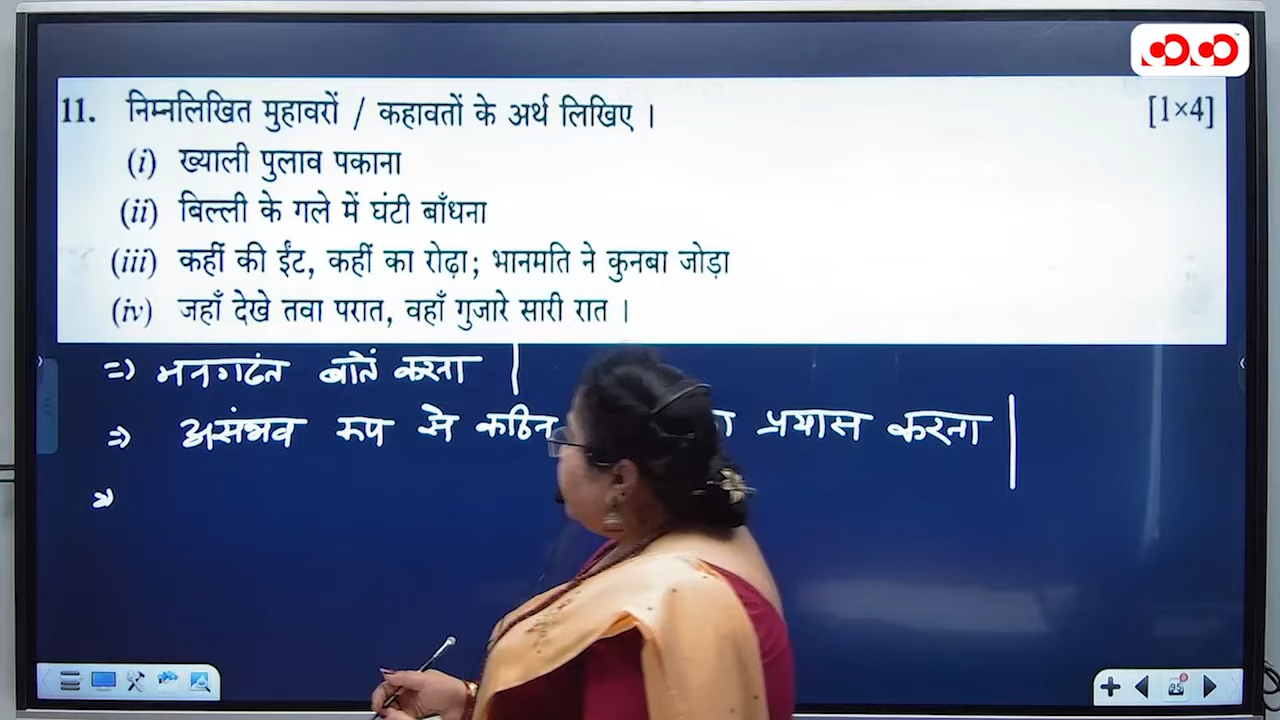 11. निम्नलिखित मुहावरों / कहावतों के अर्थ लिखिए । [1×4]
(i) ख्याली पुलाव पकाना
(ii) बिल्ली के गले में घंटी बाँधना
(iii) कहीं की ईंट, कहीं का रोढ़ा; भानमति ने कुनबा जोड़ा
(iv) जहाँ देखे तवा परात, वहाँ गुजारे सारी रात ।
⇒ मनगढंत बातें करना |
⇒ असंभव रूप से कठिन प्रयास करना |
⇒